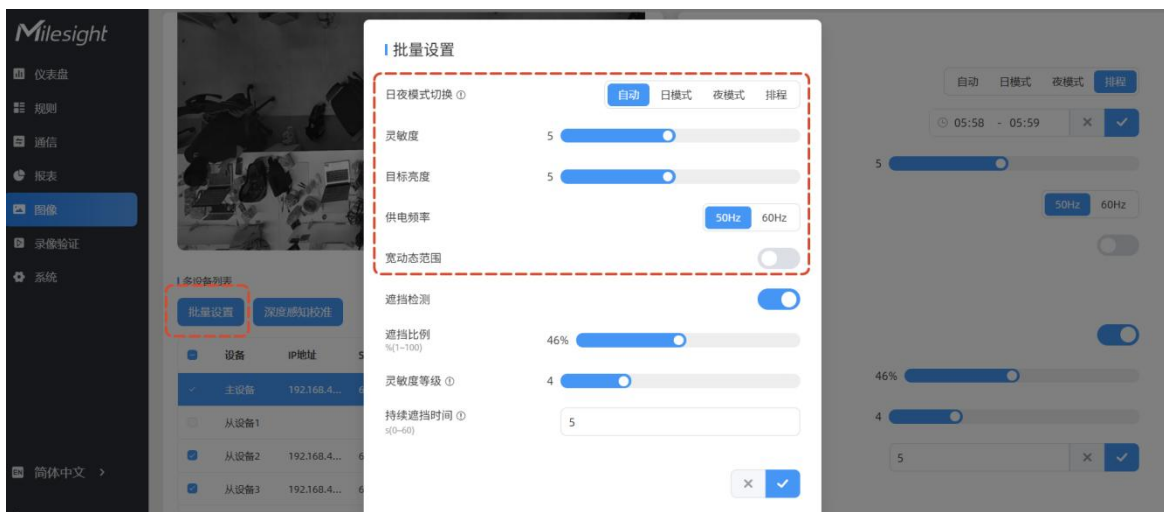 Milesight
仪表盘
规则
通信
报表
图像
录像验证
系统
EN 简体中文 >
多设备列表
批量设置 深度感知校准
设备 IP地址 S
主设备 192.168.4... 6
从设备1
从设备2 192.168.4... 6
从设备3 192.168.4... 6
批量设置
日夜模式切换 自动 日模式 夜模式 排程
灵敏度 5
目标亮度 5
供电频率 50Hz 60Hz
宽动态范围
遮挡检测
遮挡比例 46%
%(1~100)
灵敏度等级 4
持续遮挡时间 5
s(0~60)
自动 日模式 夜模式 排程
05:58 - 05:59
5
50Hz 60Hz
46%
4
5